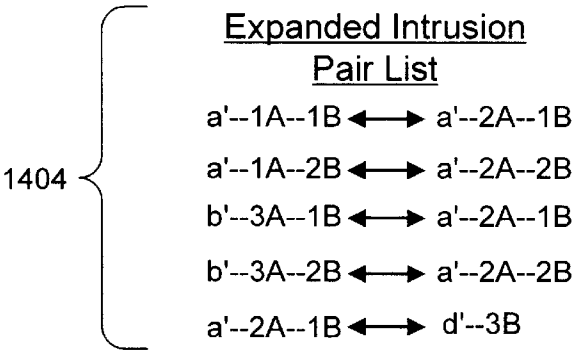 Expanded Intrusion
Pair List
a'--1A--1B ↔ a'--2A--1B
a'--1A--2B ↔ a'--2A--2B
1404
b'--3A--1B ↔ a'--2A--1B
b'--3A--2B ↔ a'--2A--2B
a'--2A--1B ↔ d'--3B